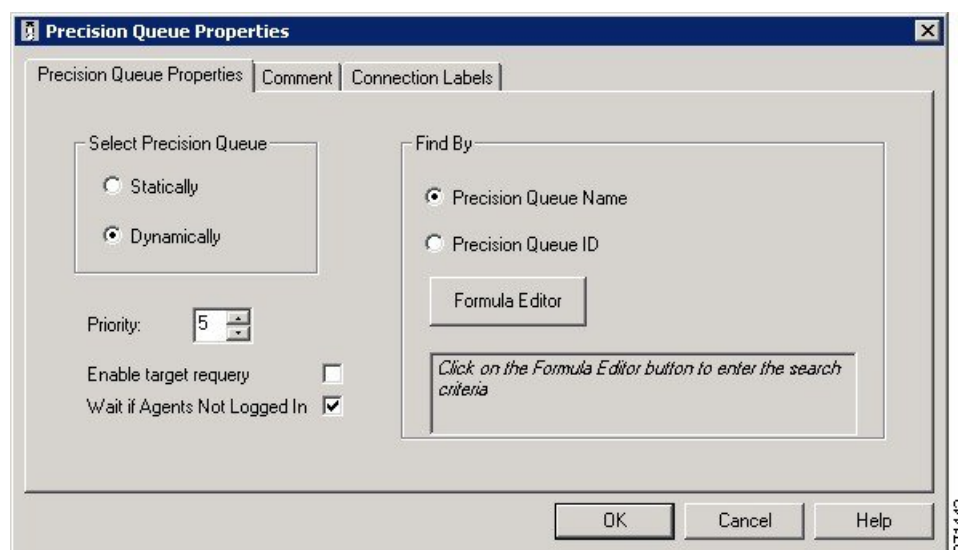 Precision Queue Properties
Precision Queue Properties
Comment
Connection Labels
Select Precision Queue
Statically
Dynamically
Priority:
5
Enable target requery
Wait if Agents Not Logged In
Find By
Precision Queue Name
Precision Queue ID
Formula Editor
Click on the Formula Editor button to enter the search
criteria
OK
Cancel
Help